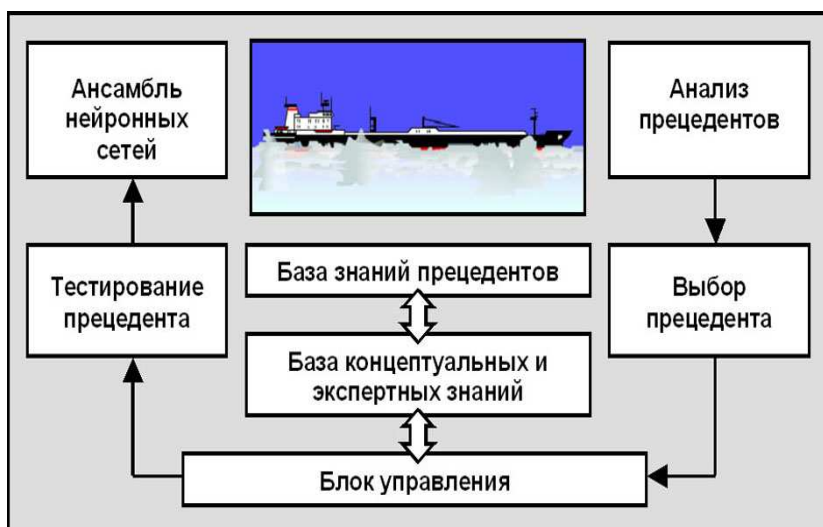 Ансамбль
нейронных
сетей
Анализ
прецедентов
Тестирование
прецедента
База знаний прецедентов
Выбор
прецедента
База концептуальных и
экспертных знаний
Блок управления